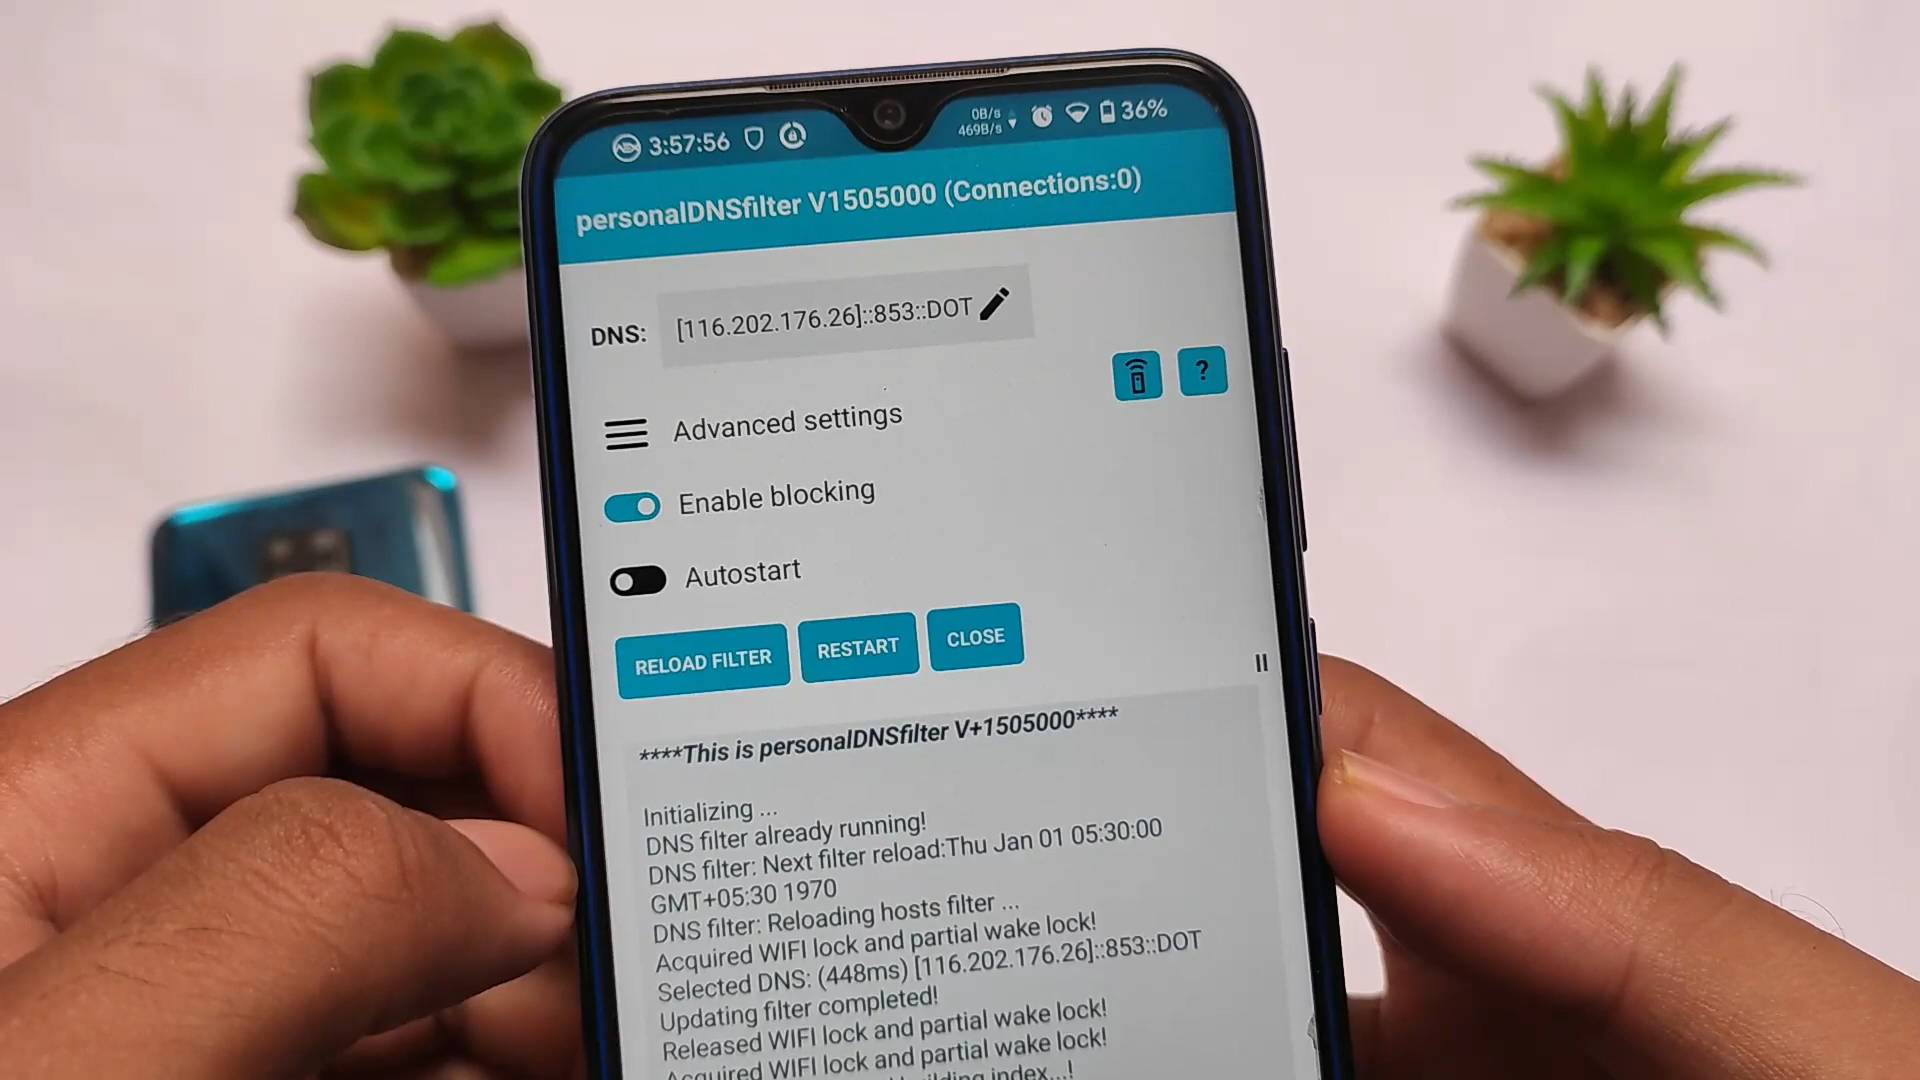 3:57:56
0B/s
469B/s
36%
personalDNSfilter V1505000 (Connections:0)
DNS: [116.202.176.26]::853::DOT
?
Advanced settings
Enable blocking
Autostart
RELOAD FILTER RESTART CLOSE
****This is personalDNSfilter V+1505000****
Initializing ...
DNS filter already running!
DNS filter: Next filter reload:Thu Jan 01 05:30:00
GMT+05:30 1970
DNS filter: Reloading hosts filter ...
Acquired WIFI lock and partial wake lock!
Selected DNS: (448ms) [116.202.176.26]::853::DOT
Updating filter completed!
Released WIFI lock and partial wake lock!
Acquired WIFI lock and partial wake lock!
index...!